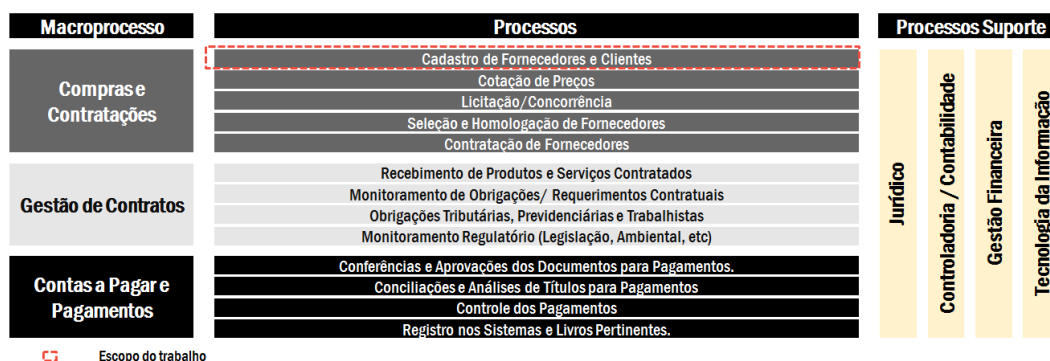 Macroprocesso
Processos
Processos Suporte
Compras e
Contratações
Cadastro de Fornecedores e Clientes
Cotação de Preços
Licitação/Concorrência
Seleção e Homologação de Fornecedores
Contratação de Fornecedores
Gestão de Contratos
Recebimento de Produtos e Serviços Contratados
Monitoramento de Obrigações/ Requerimentos Contratuais
Obrigações Tributárias, Previdenciárias e Trabalhistas
Monitoramento Regulatório (Legislação, Ambiental, etc)
Contas a Pagar e
Pagamentos
Conferências e Aprovações dos Documentos para Pagamentos.
Conciliações e Análises de Títulos para Pagamentos
Controle dos Pagamentos
Registro nos Sistemas e Livros Pertinentes.
Jurídico
Controladoria / Contabilidade
Gestão Financeira
Tecnologia da Informação
Escopo do trabalho